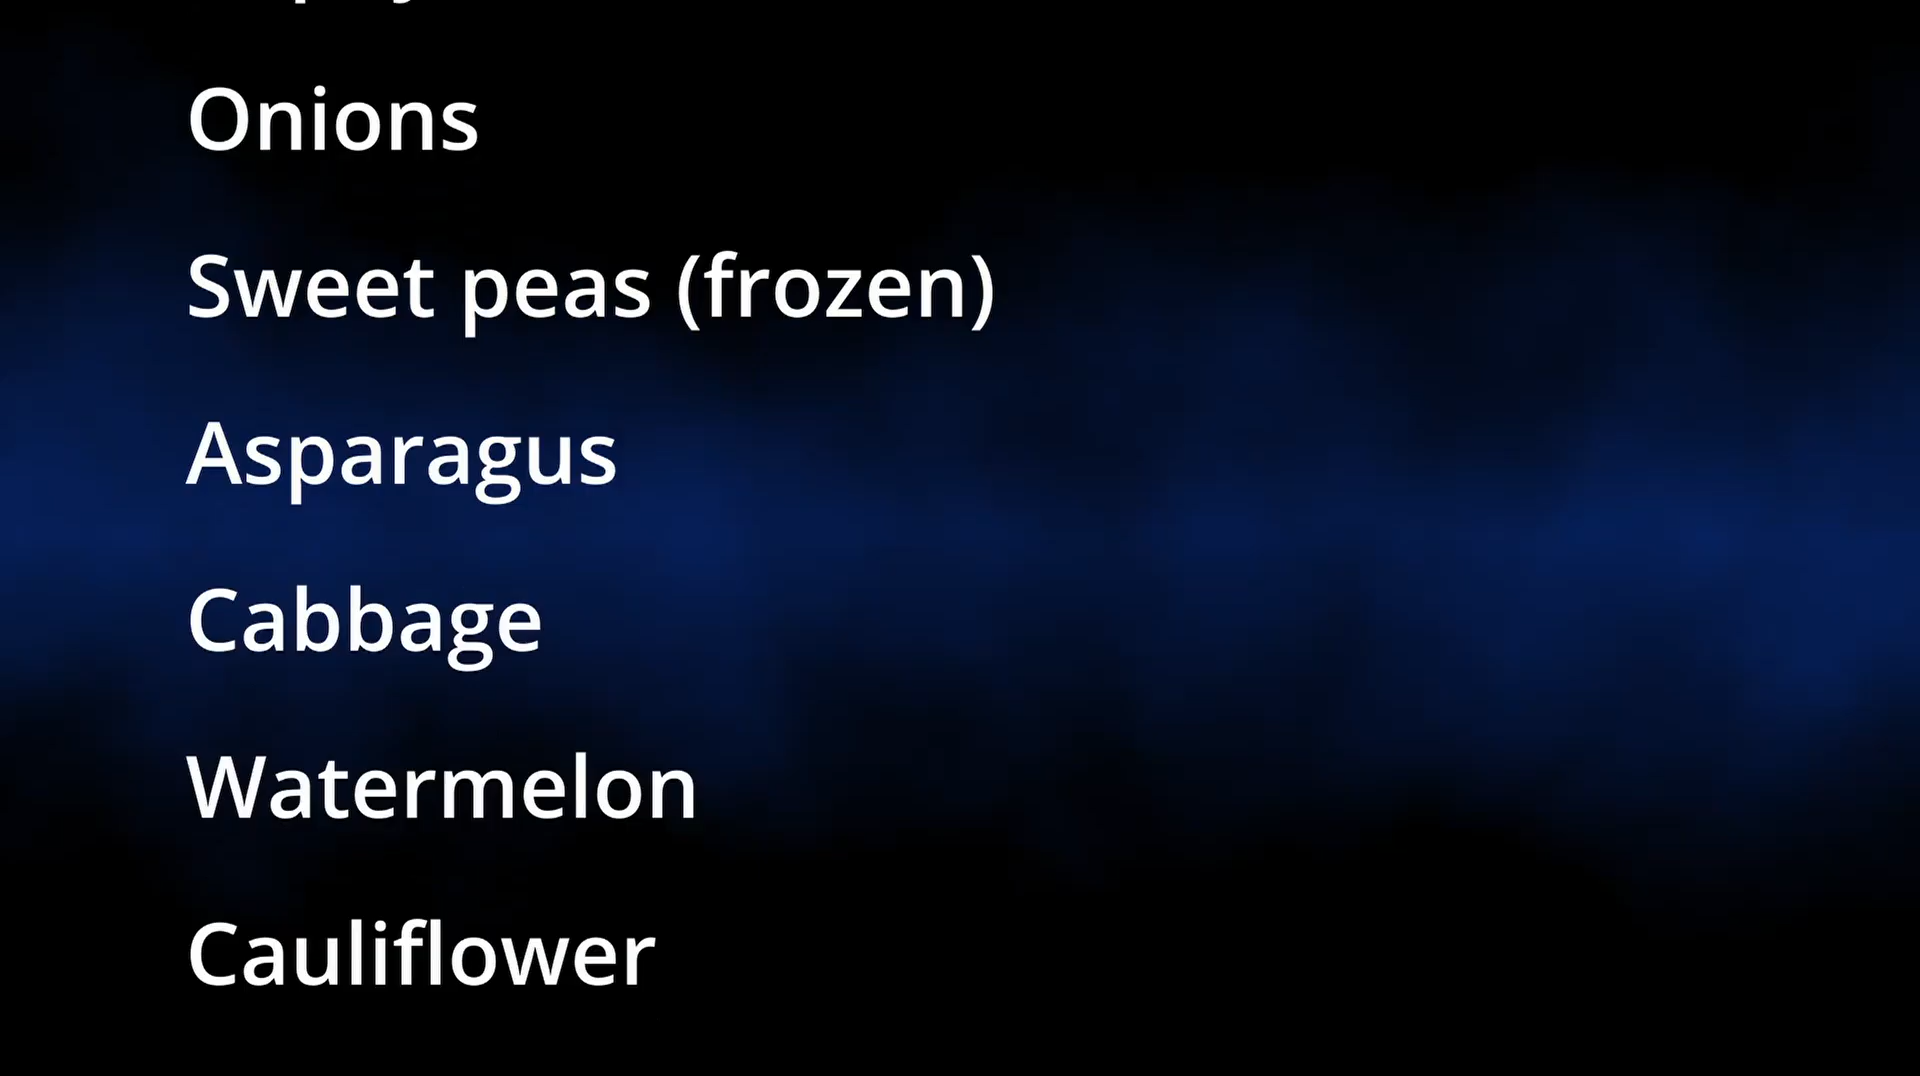 Onions
Sweet peas (frozen)
Asparagus
Cabbage
Watermelon
Cauliflower